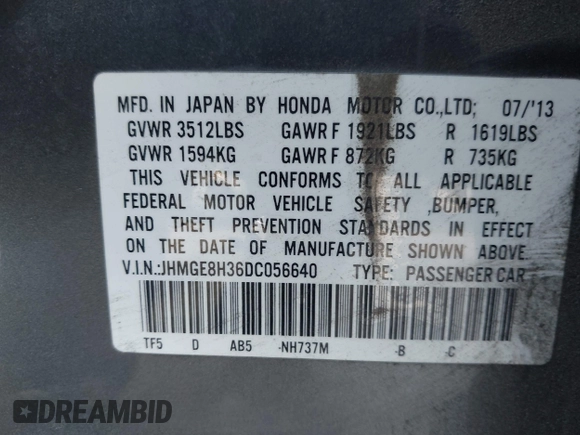 MFD. IN JAPAN BY HONDA MOTOR CO.,LTD; 07/'13
GVWR 3512LBS GAWR F 1921LBS R 1619LBS
GVWR 1594KG GAWR F 872KG R 735KG
THIS VEHICLE CONFORMS TO ALL APPLICABLE
FEDERAL MOTOR VEHICLE SAFETY ,BUMPER,
AND THEFT PREVENTION STANDARDS IN EFFECT
ON THE DATE OF MANUFACTURE SHOWN ABOVE.
V.I.N.:JHMGE8H36DC056640 TYPE: PASSENGER CAR
TF5 D AB5 -NH737M -B -C
DREAMBID